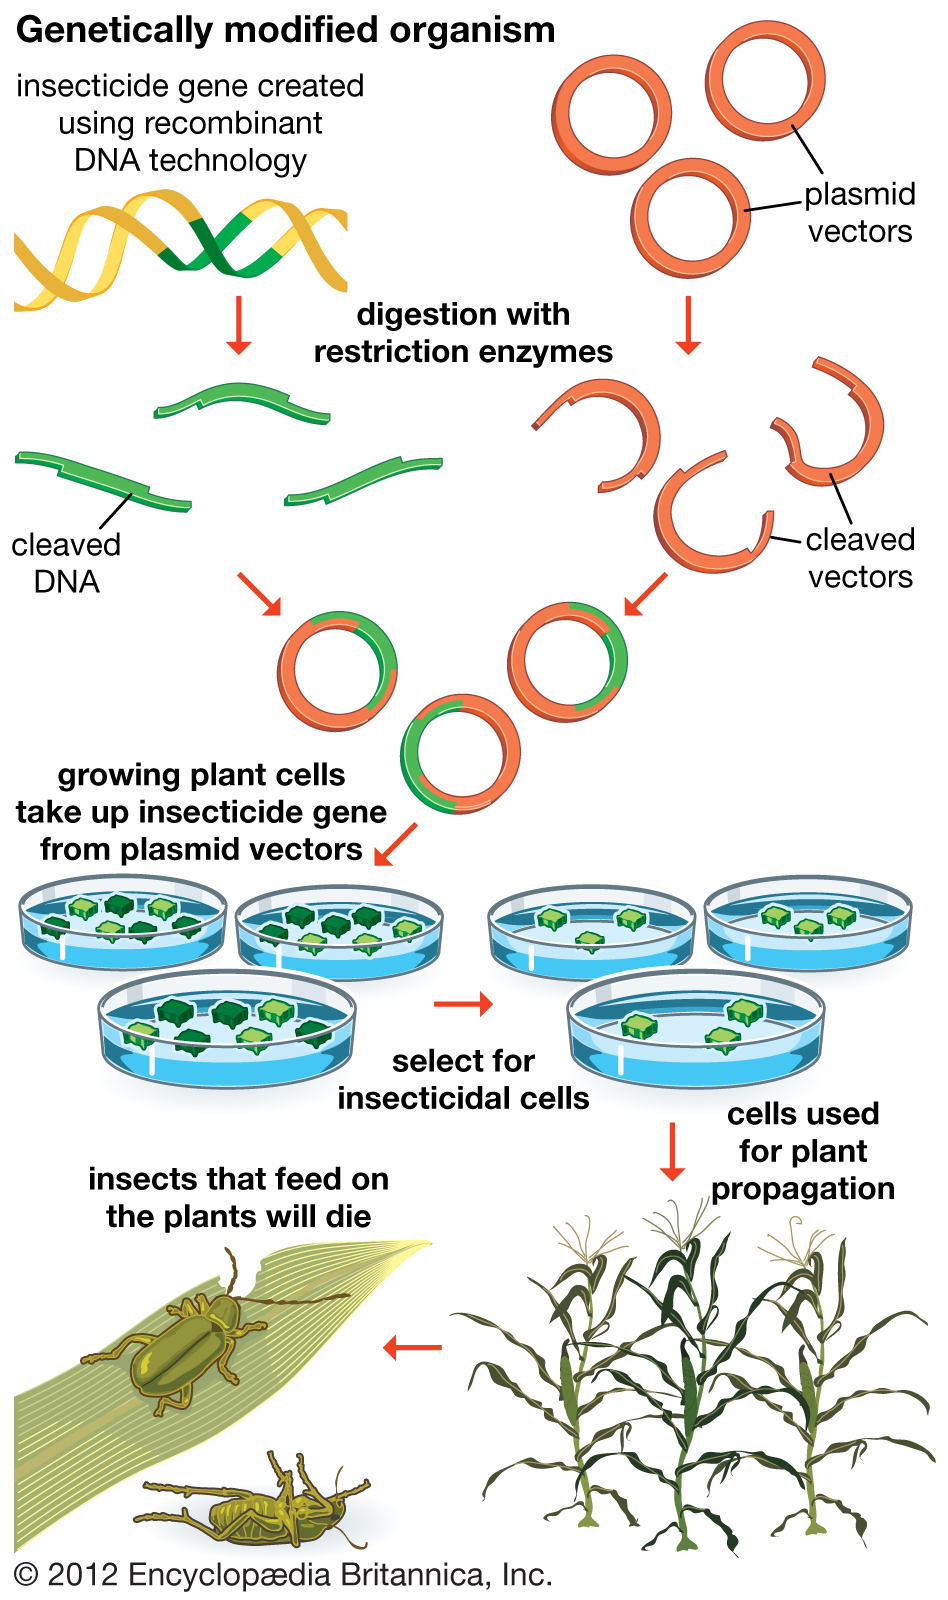 Genetically modified organism
insecticide gene created
using recombinant
DNA technology
plasmid
vectors
digestion with
restriction enzymes
cleaved
DNA
cleaved
vectors
growing plant cells
take up insecticide gene
from plasmid vectors
select for
insecticidal cells
cells used
for plant
propagation
insects that feed on
the plants will die
© 2012 Encyclopædia Britannica, Inc.